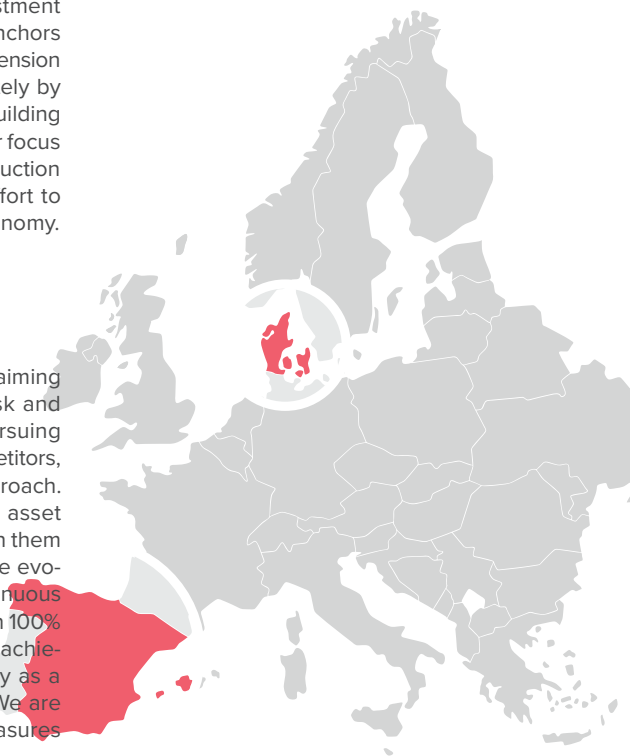 stment
nchors
ension
ely by
uilding
r focus
uction
fort to
nomy.
aiming
sk and
rsuing
etitors,
roach.
asset
n them
e evo-
nuous
n 100%
achie-
y as a
We are
asures